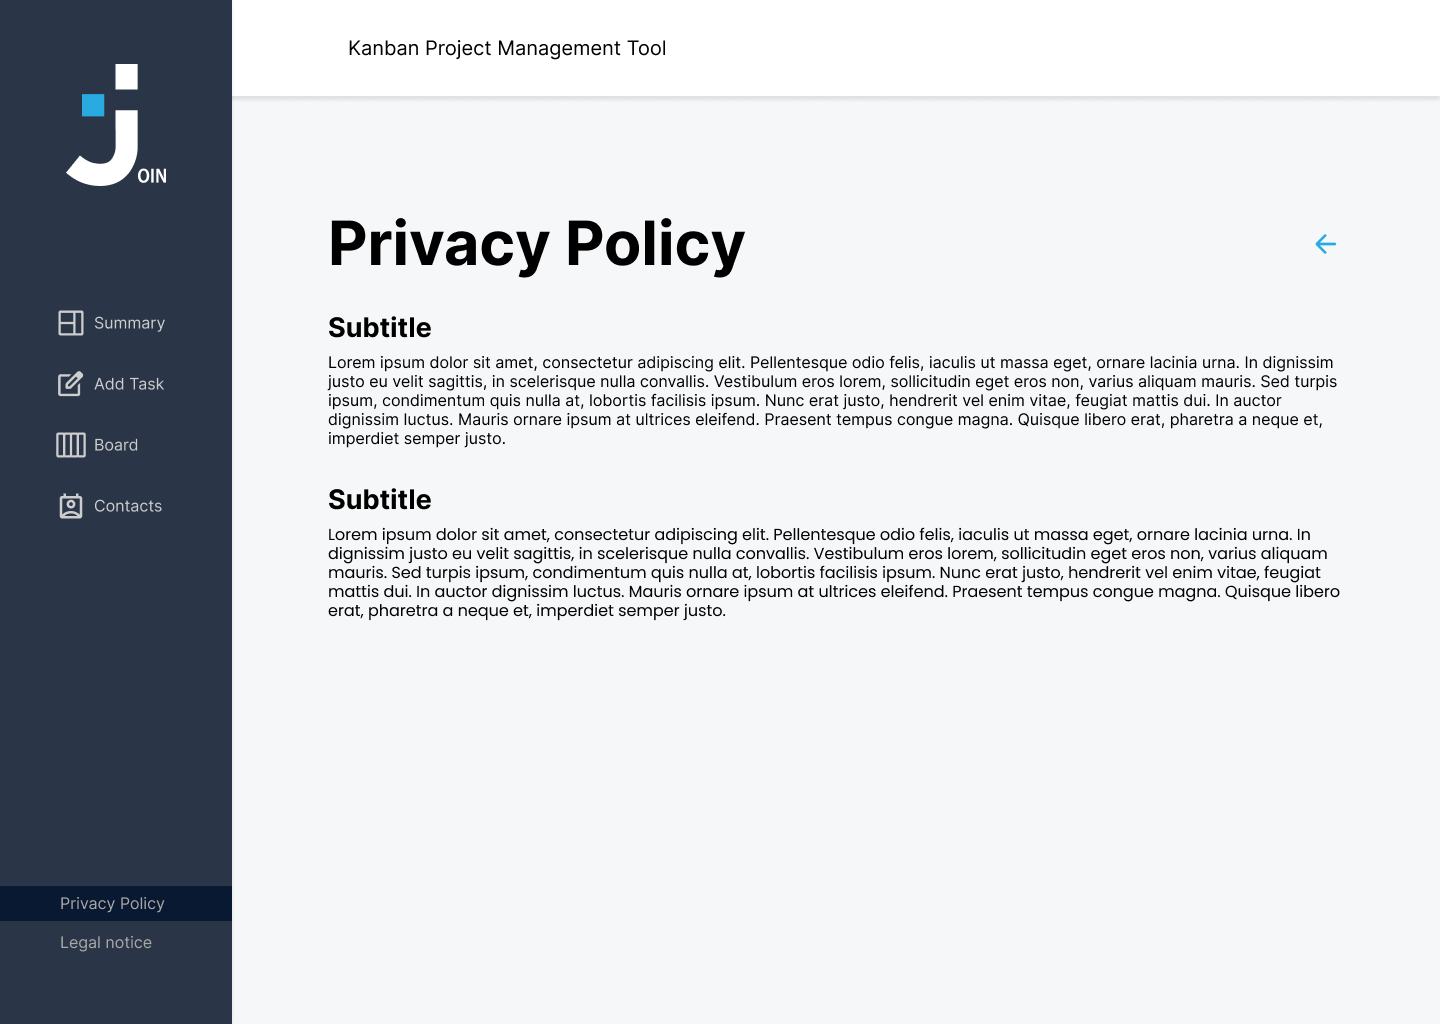 Join
Summary
Add Task
Board
Contacts
Privacy Policy
Legal notice
Kanban Project Management Tool
Privacy Policy
Subtitle
Lorem ipsum dolor sit amet, consectetur adipiscing elit. Pellentesque odio felis, iaculis ut massa eget, ornare lacinia urna. In dignissim
justo eu velit sagittis, in scelerisque nulla convallis. Vestibulum eros lorem, sollicitudin eget eros non, varius aliquam mauris. Sed turpis
ipsum, condimentum quis nulla at, lobortis facilisis ipsum. Nunc erat justo, hendrerit vel enim vitae, feugiat mattis dui. In auctor
dignissim luctus. Mauris ornare ipsum at ultrices eleifend. Praesent tempus congue magna. Quisque libero erat, pharetra a neque et,
imperdiet semper justo.
Subtitle
Lorem ipsum dolor sit amet, consectetur adipiscing elit. Pellentesque odio felis, iaculis ut massa eget, ornare lacinia urna. In
dignissim justo eu velit sagittis, in scelerisque nulla convallis. Vestibulum eros lorem, sollicitudin eget eros non, varius aliquam
mauris. Sed turpis ipsum, condimentum quis nulla at, lobortis facilisis ipsum. Nunc erat justo, hendrerit vel enim vitae, feugiat
mattis dui. In auctor dignissim luctus. Mauris ornare ipsum at ultrices eleifend. Praesent tempus congue magna. Quisque libero
erat, pharetra a neque et, imperdiet semper justo.